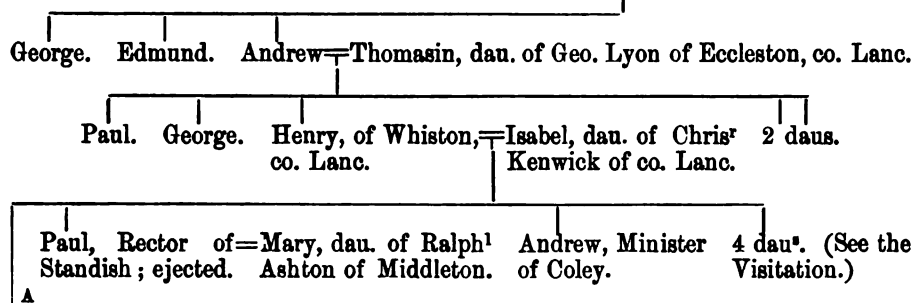 George. Edmund. Andrew=Thomasin, dau. of Geo. Lyon of Eccleston, co. Lanc.
Paul. George. Henry, of Whiston,=Isabel, dau. of Chrisʳ 2 daus.
co. Lanc. Kenwick of co. Lanc.
Paul, Rector of=Mary, dau. of Ralph¹ Andrew, Minister 4 dauˢ. (See the
Standish; ejected. Ashton of Middleton. of Coley. Visitation.)
A